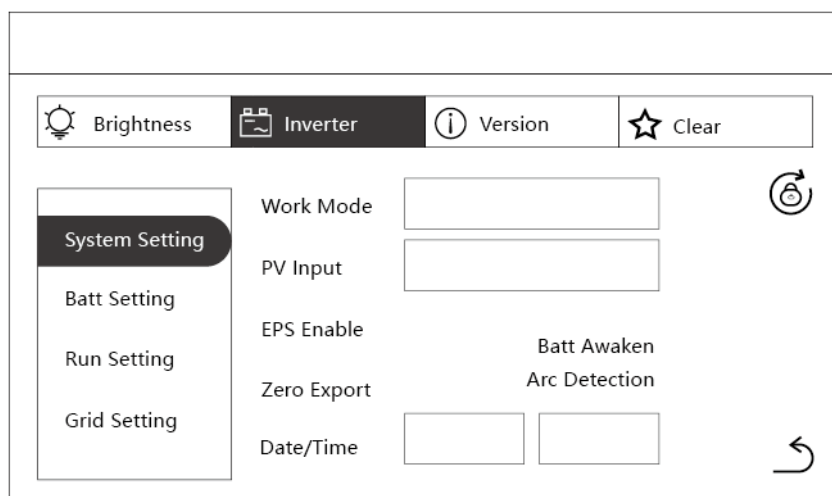 Brightness
Inverter
Version
Clear
System Setting
Batt Setting
Run Setting
Grid Setting
Work Mode
PV Input
EPS Enable
Batt Awaken
Zero Export
Arc Detection
Date/Time